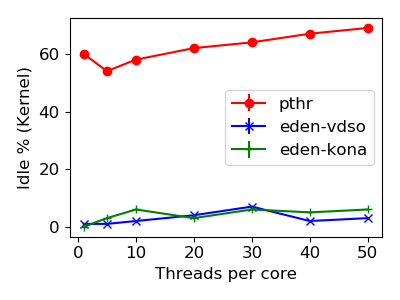 Idle % (Kernel)
60
40
20
0
pthr
eden-vdso
eden-kona
0 10 20 30 40 50
Threads per core